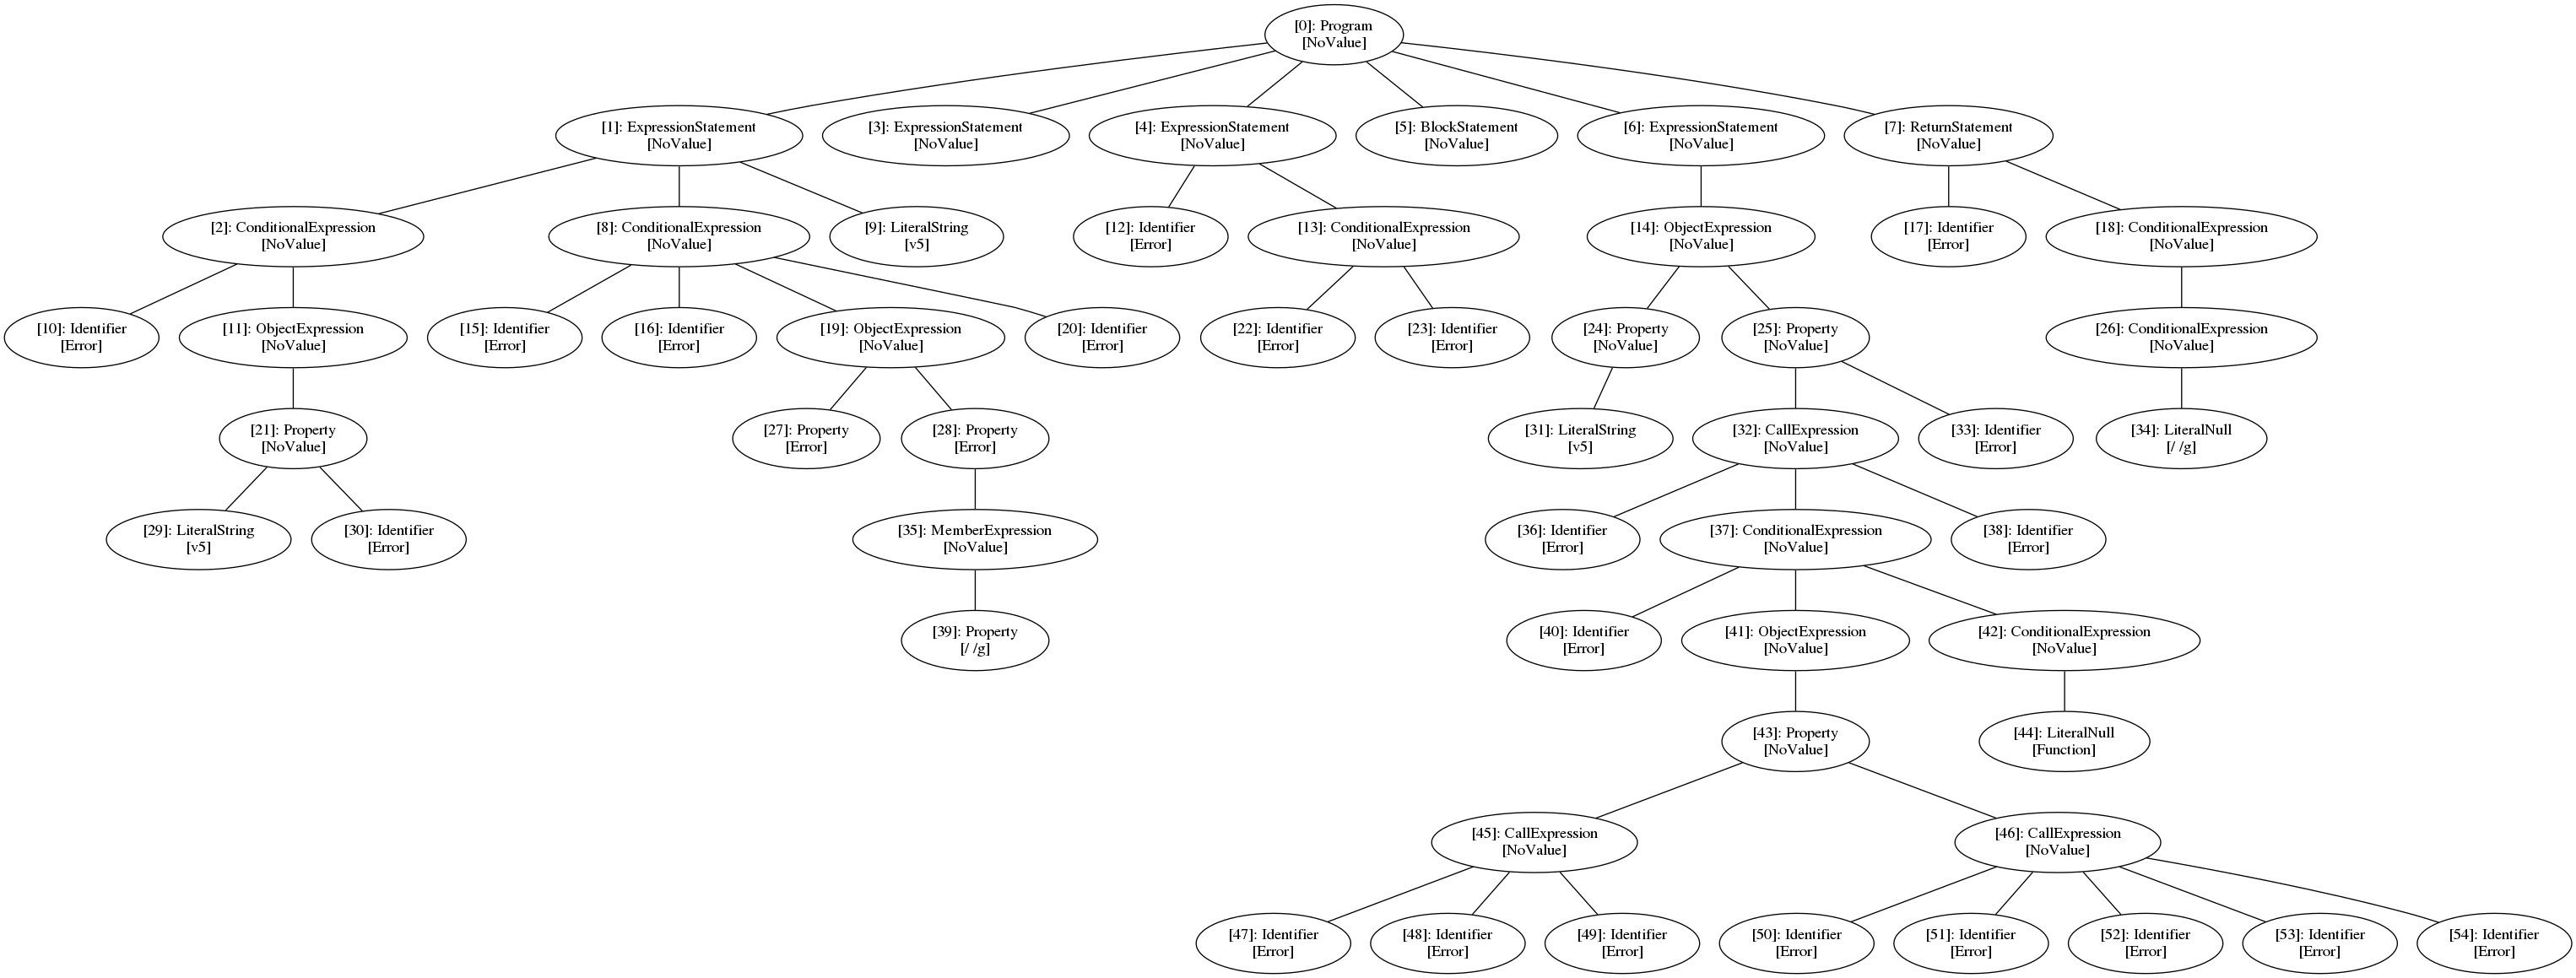 [0]: Program
[NoValue]
[1]: ExpressionStatement
[NoValue]
[3]: ExpressionStatement
[NoValue]
[4]: ExpressionStatement
[NoValue]
[5]: BlockStatement
[NoValue]
[6]: ExpressionStatement
[NoValue]
[7]: ReturnStatement
[NoValue]
[2]: ConditionalExpression
[NoValue]
[8]: ConditionalExpression
[NoValue]
[9]: LiteralString
[v5]
[12]: Identifier
[Error]
[13]: ConditionalExpression
[NoValue]
[14]: ObjectExpression
[NoValue]
[17]: Identifier
[Error]
[18]: ConditionalExpression
[NoValue]
[10]: Identifier
[Error]
[11]: ObjectExpression
[NoValue]
[15]: Identifier
[Error]
[16]: Identifier
[Error]
[19]: ObjectExpression
[NoValue]
[20]: Identifier
[Error]
[22]: Identifier
[Error]
[23]: Identifier
[Error]
[24]: Property
[NoValue]
[25]: Property
[NoValue]
[26]: ConditionalExpression
[NoValue]
[21]: Property
[NoValue]
[27]: Property
[Error]
[28]: Property
[Error]
[31]: LiteralString
[v5]
[32]: CallExpression
[NoValue]
[33]: Identifier
[Error]
[34]: LiteralNull
[/ /g]
[29]: LiteralString
[v5]
[30]: Identifier
[Error]
[35]: MemberExpression
[NoValue]
[36]: Identifier
[Error]
[37]: ConditionalExpression
[NoValue]
[38]: Identifier
[Error]
[39]: Property
[/ /g]
[40]: Identifier
[Error]
[41]: ObjectExpression
[NoValue]
[42]: ConditionalExpression
[NoValue]
[43]: Property
[NoValue]
[44]: LiteralNull
[Function]
[45]: CallExpression
[NoValue]
[46]: CallExpression
[NoValue]
[47]: Identifier
[Error]
[48]: Identifier
[Error]
[49]: Identifier
[Error]
[50]: Identifier
[Error]
[51]: Identifier
[Error]
[52]: Identifier
[Error]
[53]: Identifier
[Error]
[54]: Identifier
[Error]